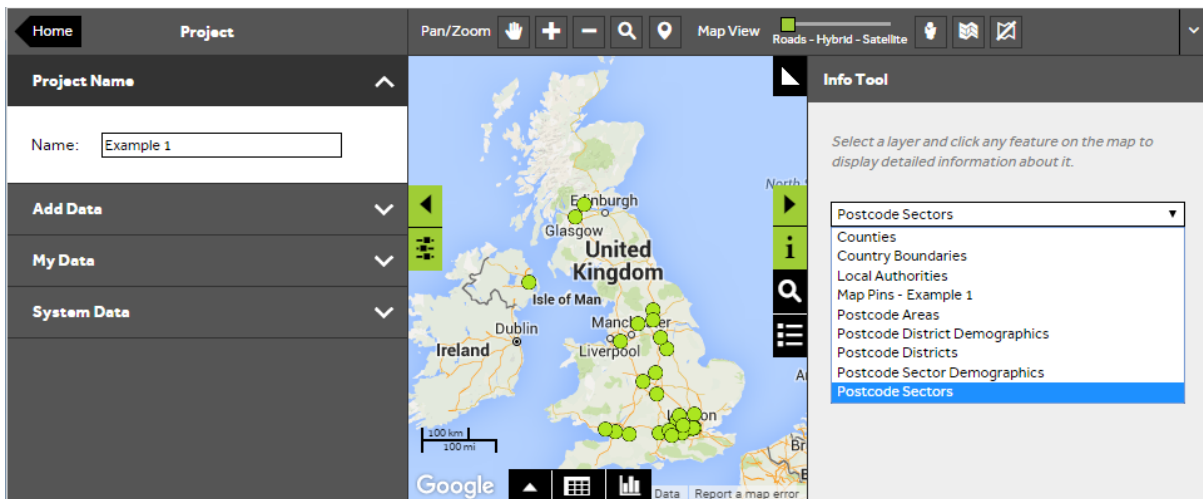 Home
Project
Pan/Zoom
Map View
Roads - Hybrid - Satellite
Project Name
Name: Example 1
Add Data
My Data
System Data
Edinburgh
Glasgow
United
Kingdom
Isle of Man
Dublin
Ireland
Liverpool
North
100 km
100 mi
Google
Data
Report a map error
Br
Info Tool
Select a layer and click any feature on the map to
display detailed information about it.
Postcode Sectors
Counties
Country Boundaries
Local Authorities
Map Pins - Example 1
Postcode Areas
Postcode District Demographics
Postcode Districts
Postcode Sector Demographics
Postcode Sectors